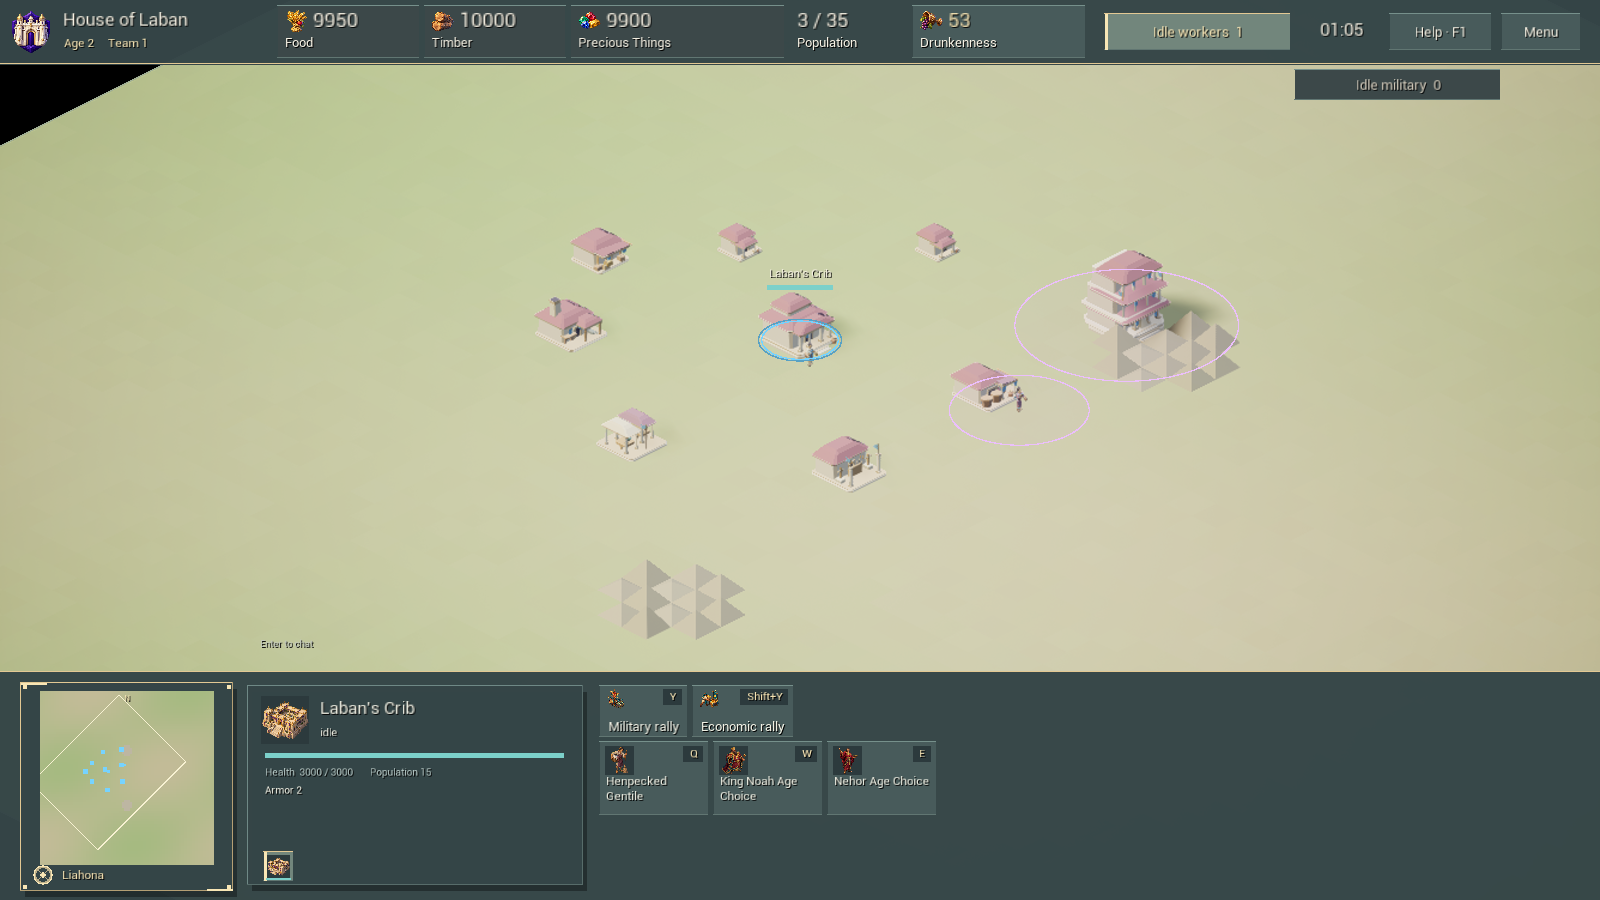 House of Laban
Age 2 Team 1
9950
Food
10000
Timber
9900
Precious Things
3 / 35
Population
53
Drunkenness
Idle workers 1
01:05
Help · F1
Menu
Idle military 0
Laban's Crib
Enter to chat
N
Liahona
Laban's Crib
idle
Health 3000 / 3000 Population 15
Armor 2
Y
Military rally
Shift+Y
Economic rally
Q
Henpecked
Gentile
W
King Noah Age
Choice
E
Nehor Age Choice